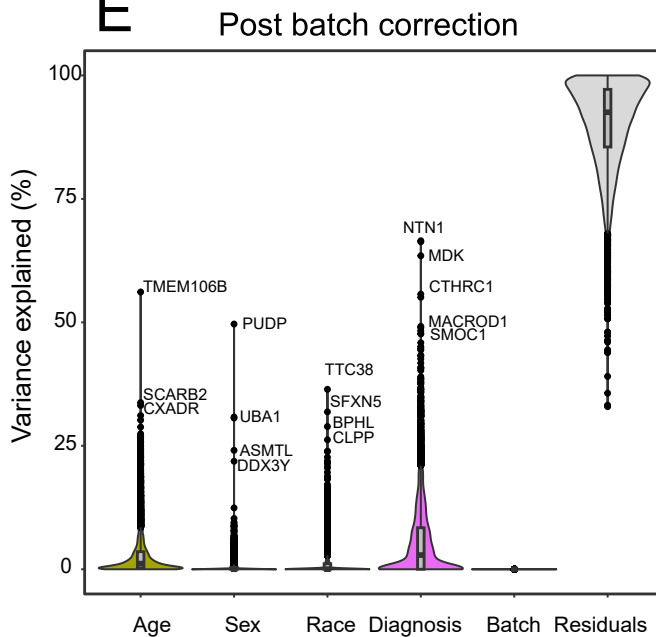 E
Post batch correction
Variance explained (%)
100
75
50
25
0
TMEM106B
SCARB2
CXADR
PUDP
UBA1
ASMTL
DDX3Y
TTC38
SFXN5
BPHL
CLPP
NTN1
MDK
CTHRC1
MACROD1
SMOC1
Age Sex Race Diagnosis Batch Residuals